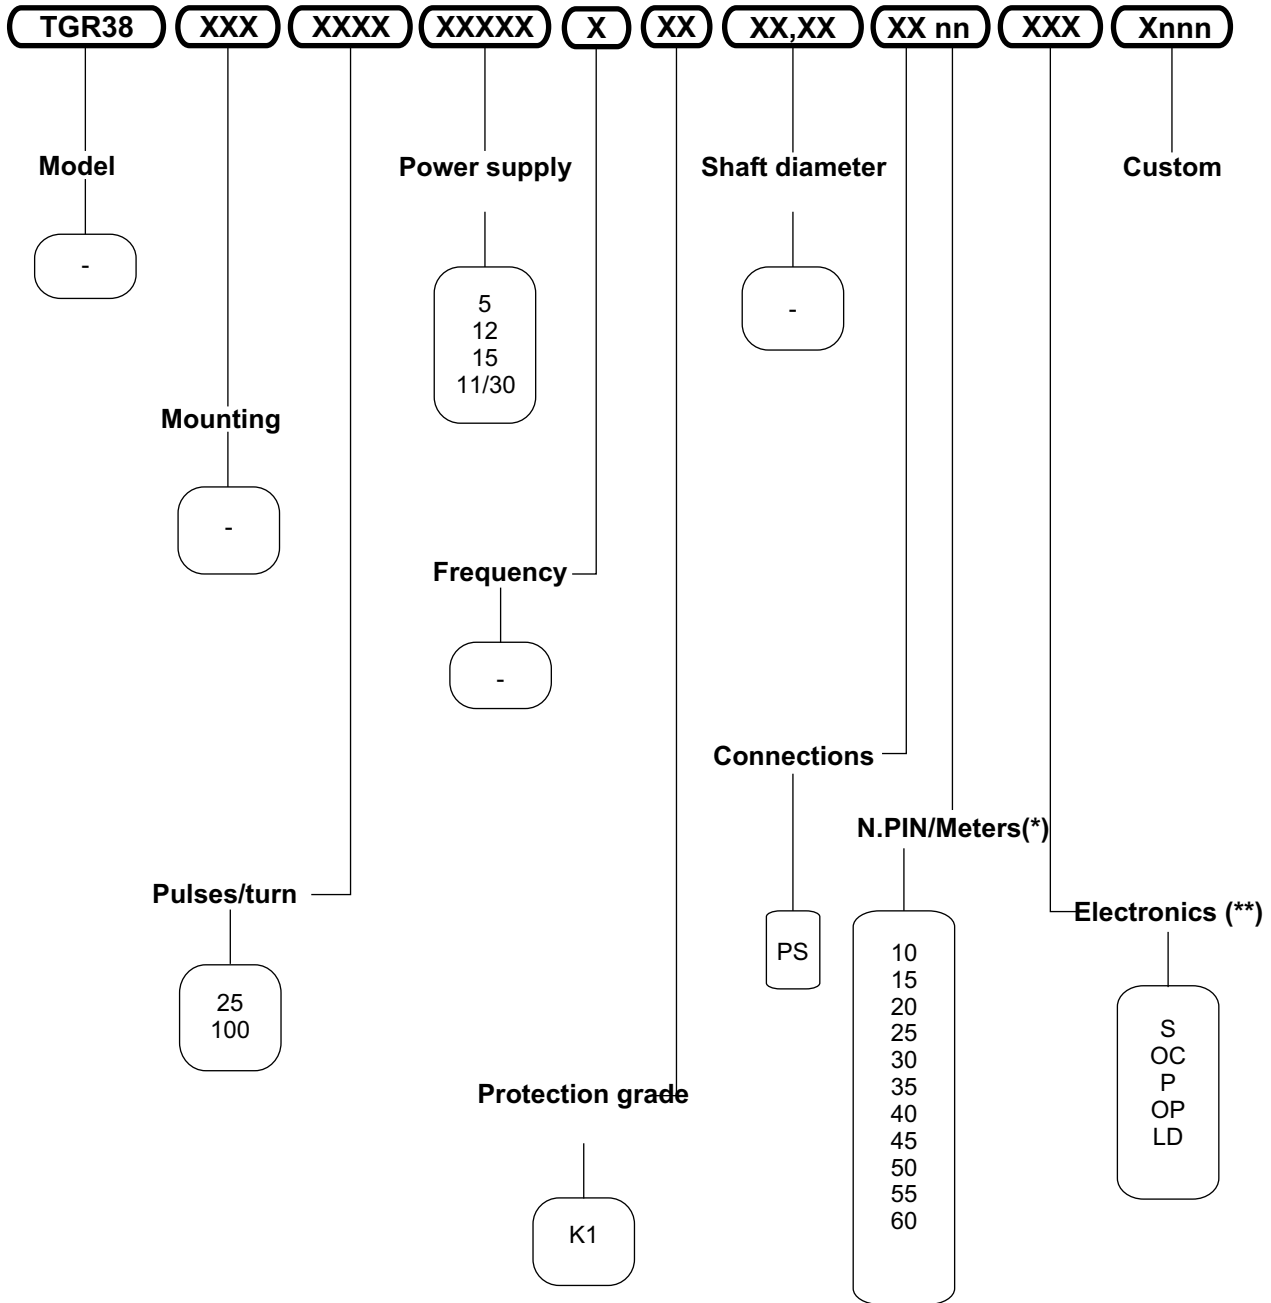 TGR38 XXX XXXX XXXXX X XX XX,XX XX nn XXX Xnnn
Model
-
Power supply
5
12
15
11/30
Shaft diameter
-
Custom
Mounting
-
Frequency
-
Connections
PS
N.PIN/Meters(*)
10
15
20
25
30
35
40
45
50
55
60
Pulses/turn
25
100
Electronics (**)
S
OC
P
OP
LD
Protection grade
K1